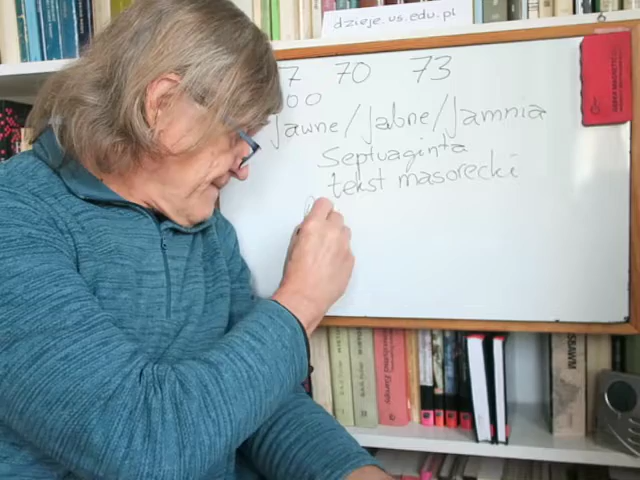 dzieje.us.edu.pl
7 70 73
00
Jawne/Jabne/Jamnia
Septuaginta
tekst masorecki